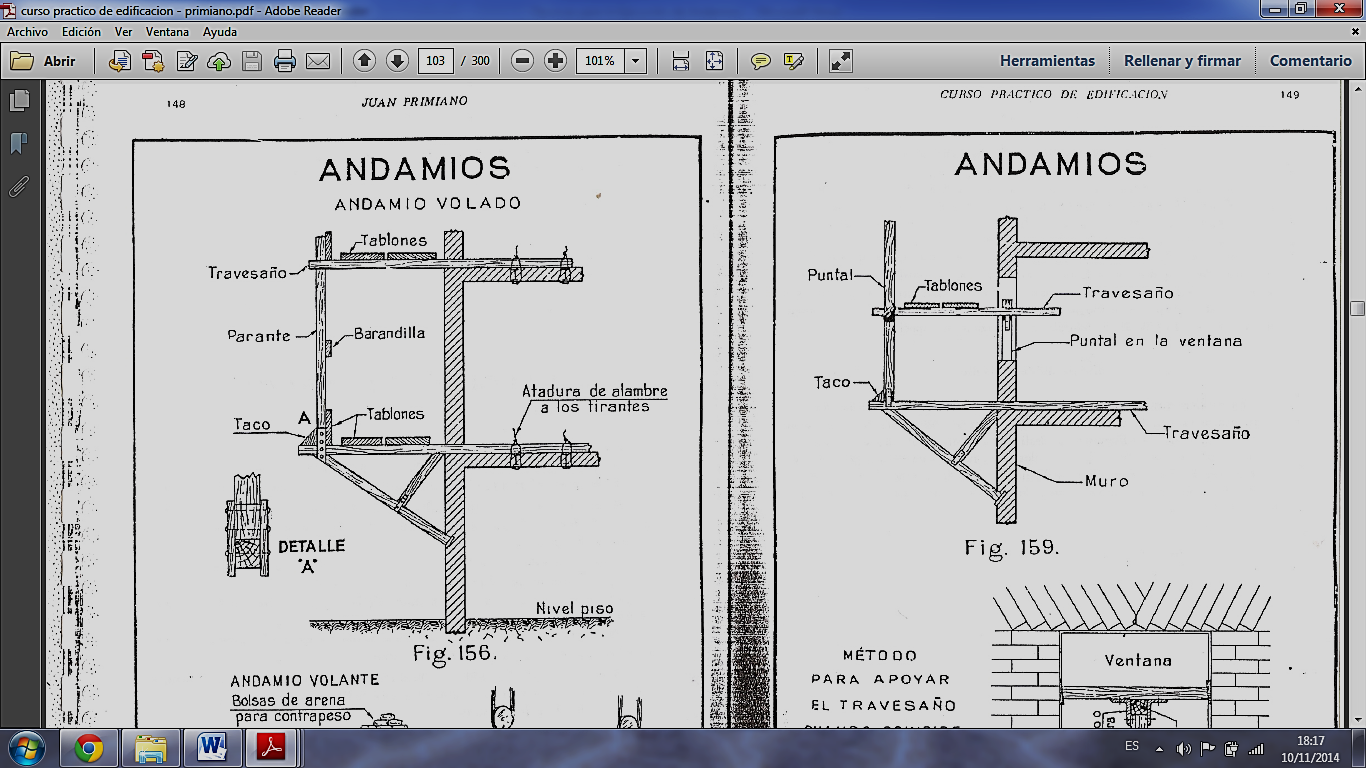 curso practico de edificacion - primiano.pdf - Adobe Reader
Archivo Edición Ver Ventana Ayuda
Abrir
103 / 300
101%
Herramientas Rellenar y firmar Comentario
148 JUAN PRIMIANO
ANDAMIOS
ANDAMIO VOLADO
Tablones
Travesaño
Parante
Barandilla
Atadura de alambre
a los tirantes
A
Tablones
Taco
DETALLE
"A"
Nivel piso
Fig. 156.
ANDAMIO VOLANTE
Bolsas de arena
para contrapeso
CURSO PRACTICO DE EDIFICACION 149
ANDAMIOS
Puntal
Tablones
Travesaño
Puntal en la ventana
Taco
Travesaño
Muro
Fig. 159.
MÉTODO
PARA APOYAR
EL TRAVESAÑO
Ventana
ES
18:17
10/11/2014